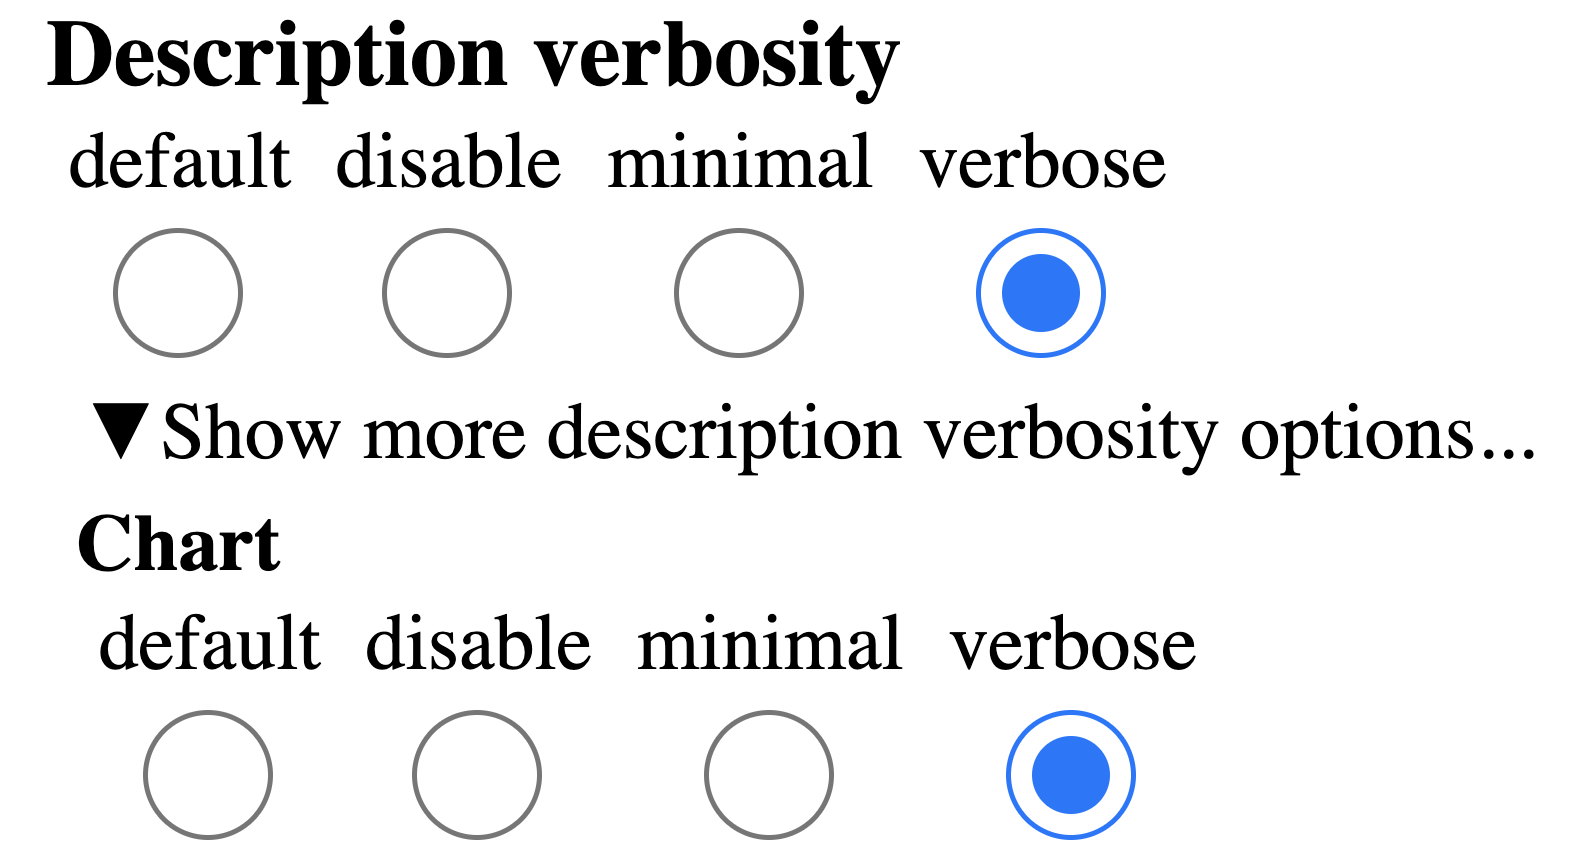 Description verbosity
default disable minimal verbose
▼Show more description verbosity options...
Chart
default disable minimal verbose